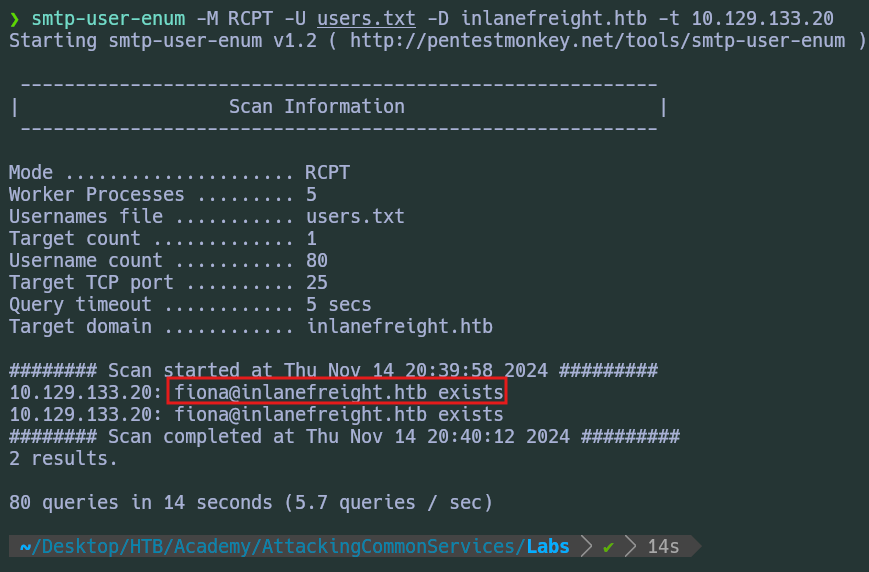 ❯ smtp-user-enum -M RCPT -U users.txt -D inlanefreight.htb -t 10.129.133.20
Starting smtp-user-enum v1.2 ( http://pentestmonkey.net/tools/smtp-user-enum )
----------------------------------------------------------
|                   Scan Information                       |
----------------------------------------------------------
Mode ..................... RCPT
Worker Processes ......... 5
Usernames file ........... users.txt
Target count ............. 1
Username count ........... 80
Target TCP port .......... 25
Query timeout ............ 5 secs
Target domain ............ inlanefreight.htb
######## Scan started at Thu Nov 14 20:39:58 2024 #########
10.129.133.20: fiona@inlanefreight.htb exists
10.129.133.20: fiona@inlanefreight.htb exists
######## Scan completed at Thu Nov 14 20:40:12 2024 #########
2 results.
80 queries in 14 seconds (5.7 queries / sec)
~/Desktop/HTB/Academy/AttackingCommonServices/Labs ✔ 14s